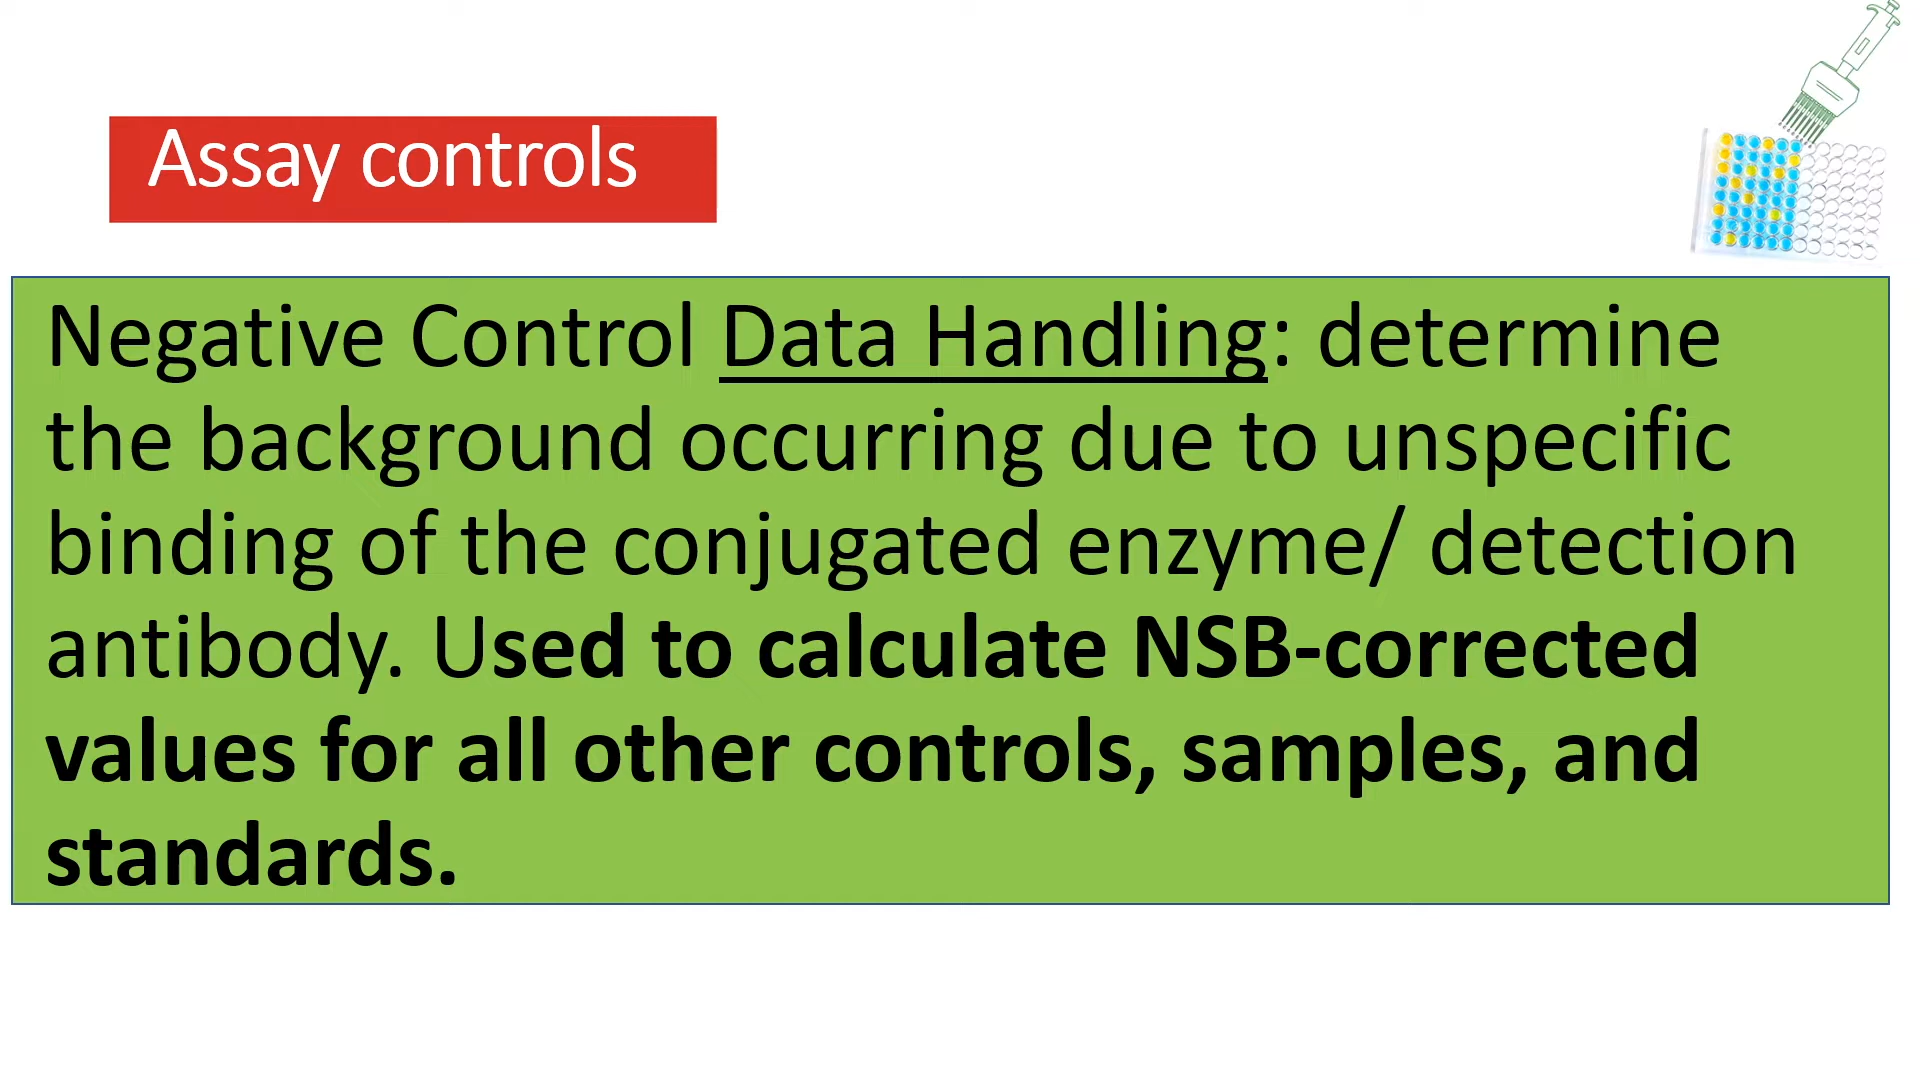 Assay controls
Negative Control Data Handling: determine
the background occurring due to unspecific
binding of the conjugated enzyme/ detection
antibody. Used to calculate NSB-corrected
values for all other controls, samples, and
standards.